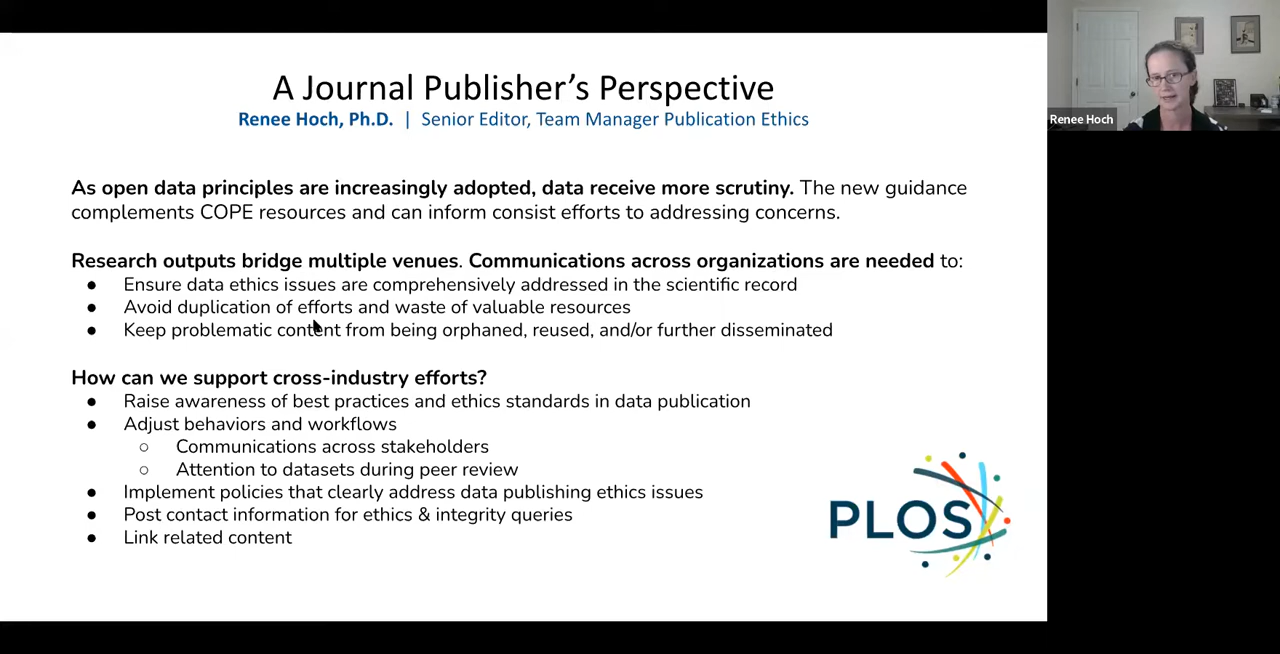 A Journal Publisher's Perspective
Renee Hoch, Ph.D. | Senior Editor, Team Manager Publication Ethics
Renee Hoch
As open data principles are increasingly adopted, data receive more scrutiny. The new guidance
complements COPE resources and can inform consist efforts to addressing concerns.
Research outputs bridge multiple venues. Communications across organizations are needed to:
● Ensure data ethics issues are comprehensively addressed in the scientific record
● Avoid duplication of efforts and waste of valuable resources
● Keep problematic content from being orphaned, reused, and/or further disseminated
How can we support cross-industry efforts?
● Raise awareness of best practices and ethics standards in data publication
● Adjust behaviors and workflows
○ Communications across stakeholders
○ Attention to datasets during peer review
● Implement policies that clearly address data publishing ethics issues
● Post contact information for ethics & integrity queries
● Link related content
PLOS